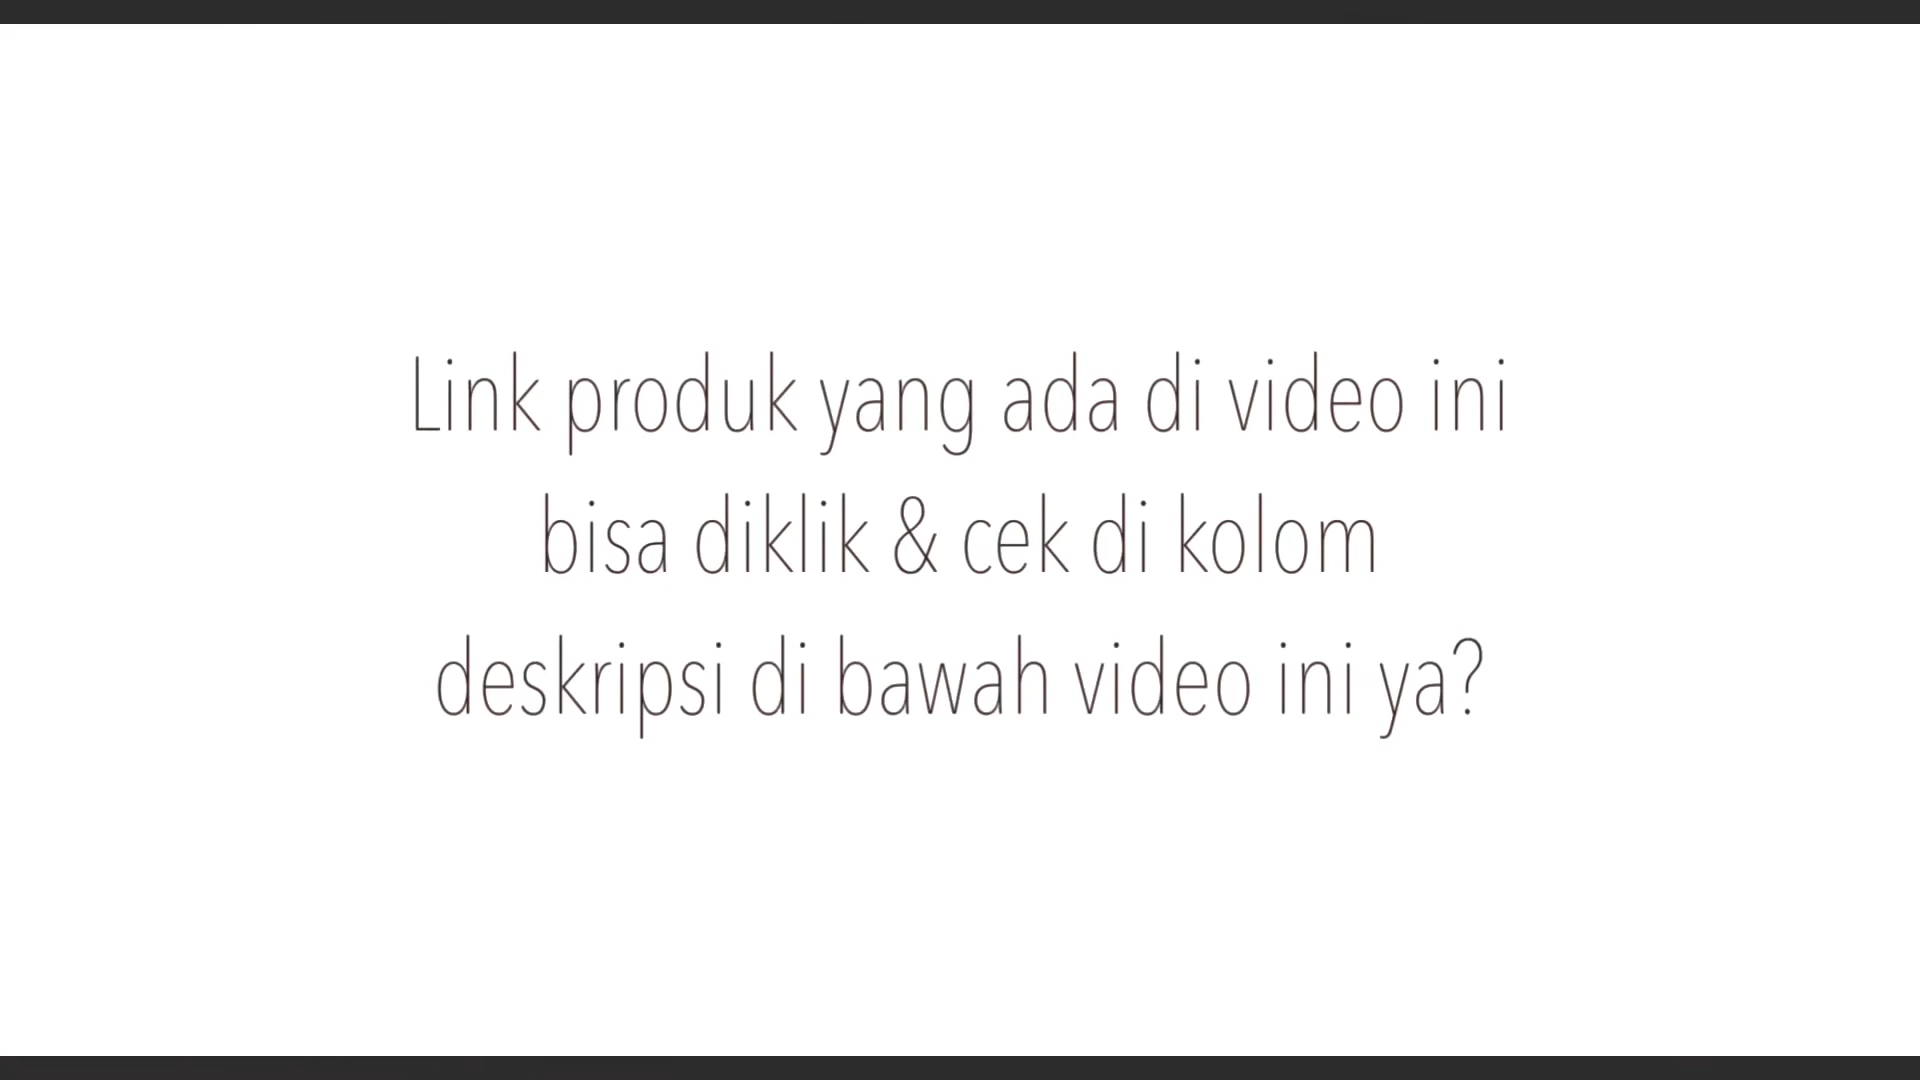 Link produk yang ada di video ini
bisa diklik & cek di kolom
deskripsi di bawah video ini ya?